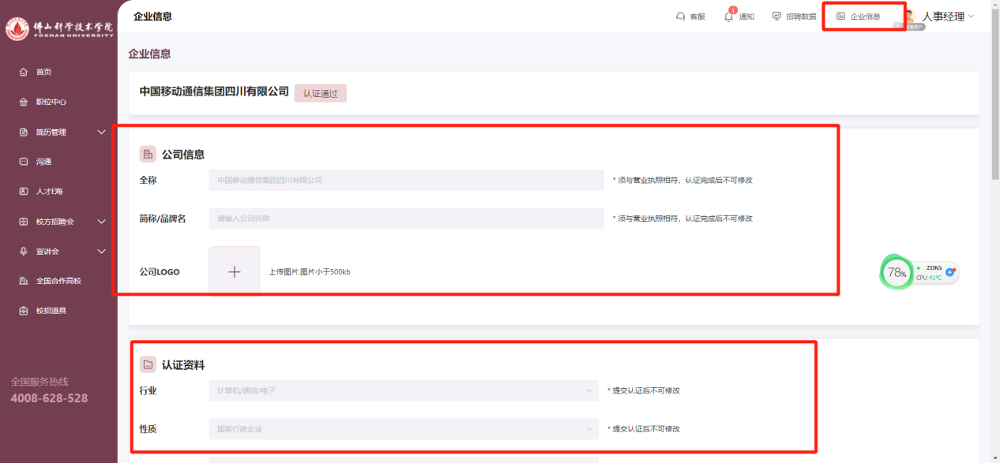 佛山科学技术学院
FOSHAN UNIVERSITY
企业信息
客服
1
通知
招聘数据
企业信息
人事经理
首页
职位中心
简历管理
沟通
人才E海
校方招聘会
宣讲会
全国合作高校
校招道具
全国服务热线
4008-628-528
企业信息
中国移动通信集团四川有限公司
认证通过
公司信息
全称
中国移动通信集团四川有限公司
* 须与营业执照相符，认证完成后不可修改
简称/品牌名
请输入公司名称
* 须与营业执照相符，认证完成后不可修改
公司LOGO
上传图片,图片小于500kb
78%
233K/s
CPU 41℃
认证资料
行业
计算机/通信/电子
* 提交认证后不可修改
性质
国家行政企业
* 提交认证后不可修改